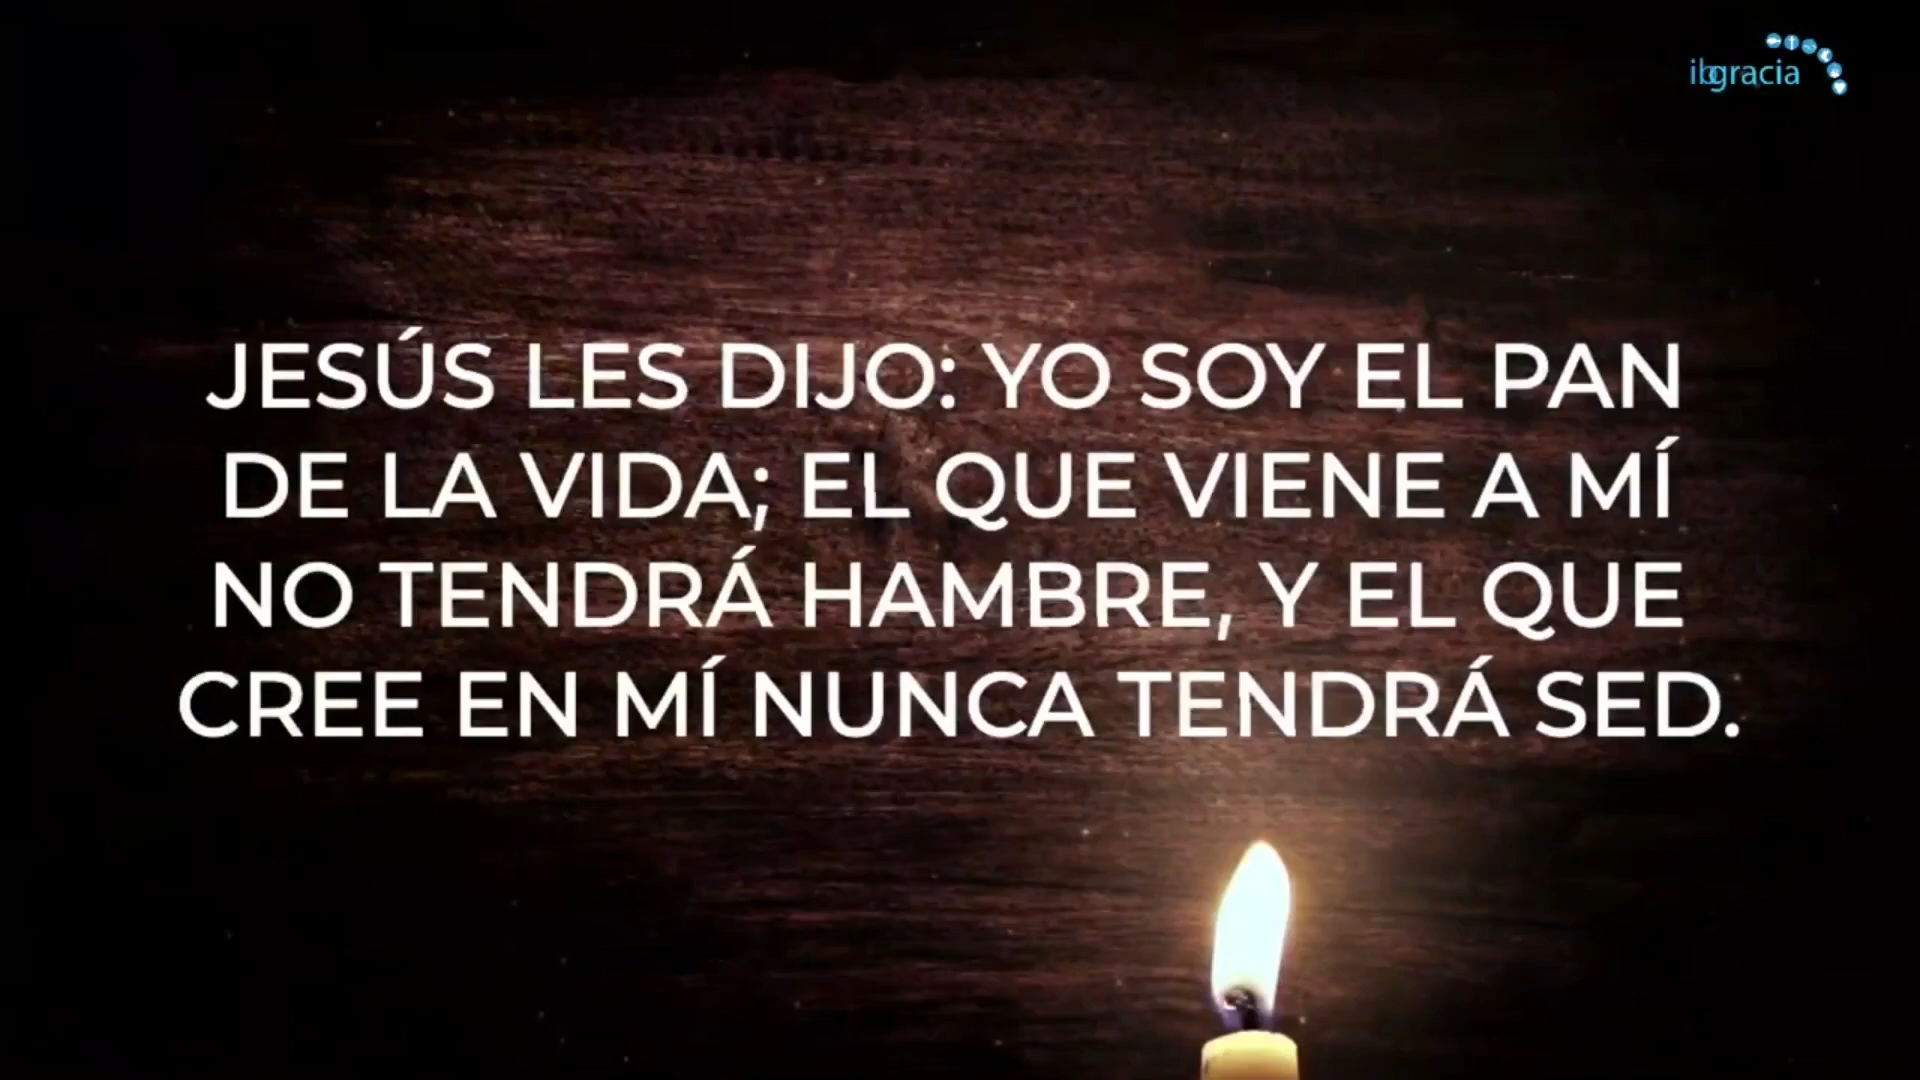 ibgracia
JESÚS LES DIJO: YO SOY EL PAN
DE LA VIDA; EL QUE VIENE A MÍ
NO TENDRÁ HAMBRE, Y EL QUE
CREE EN MÍ NUNCA TENDRÁ SED.